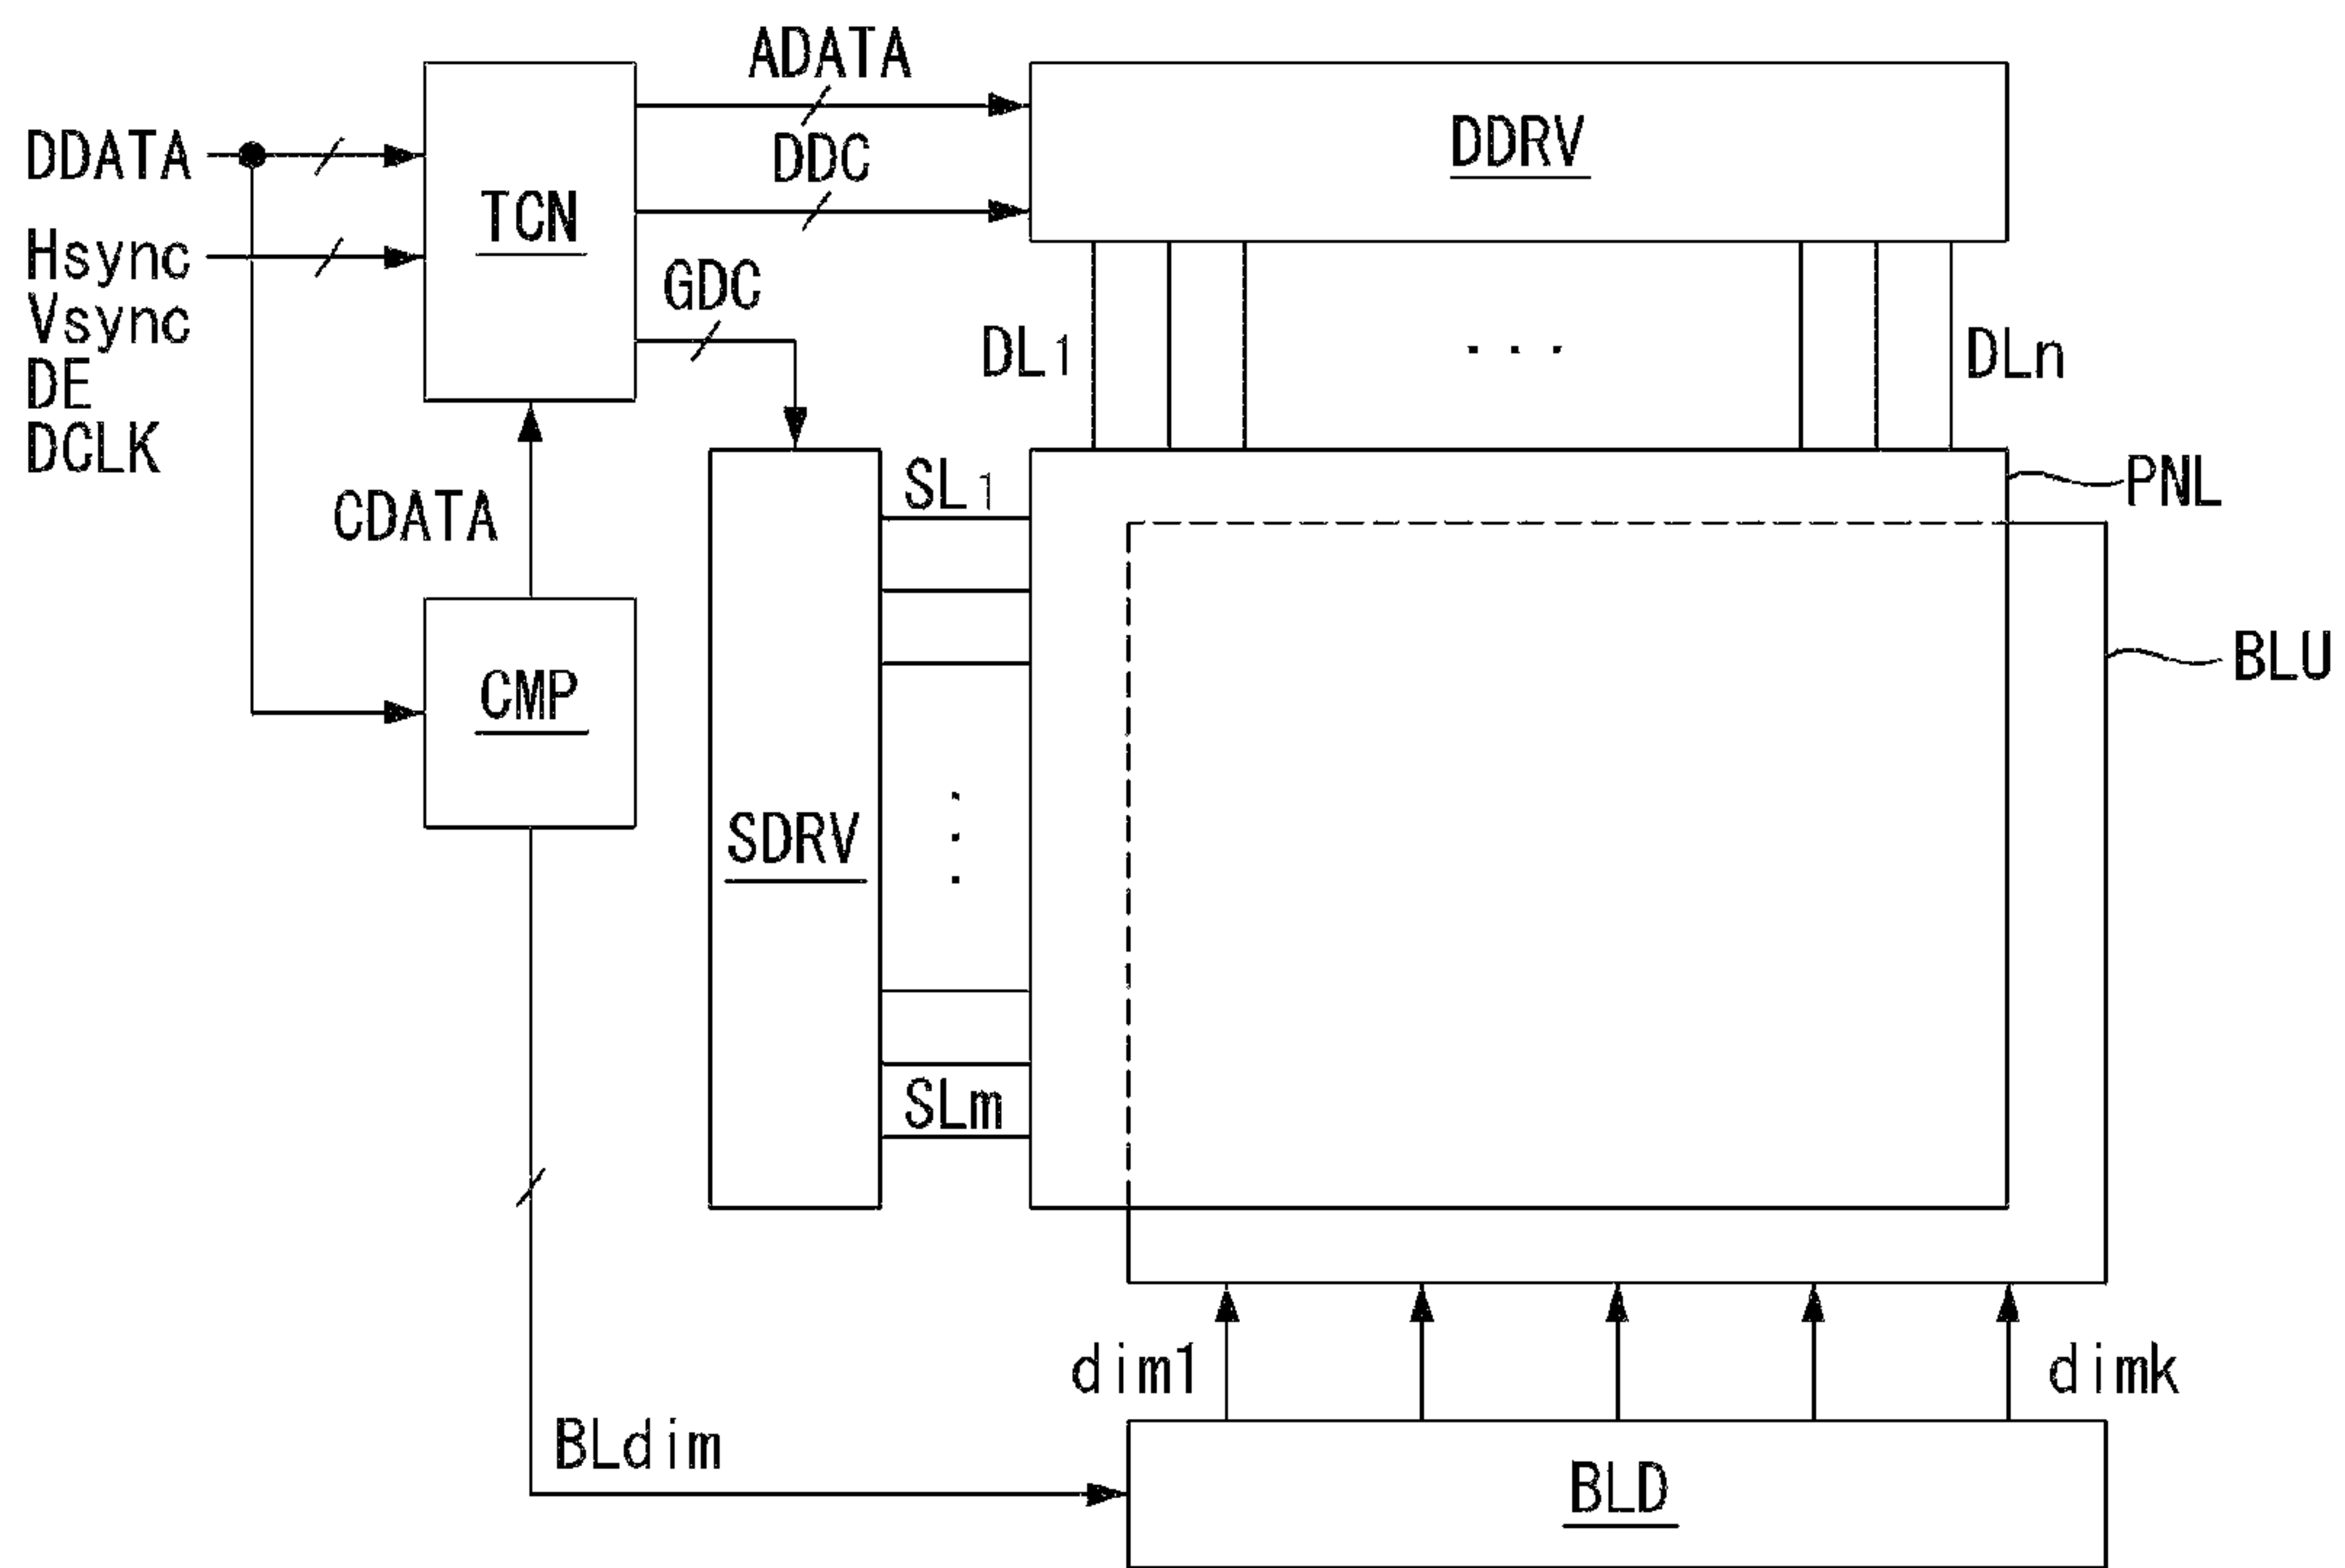 ADATA
DDATA
DDC
DDRV
TCN
Hsync
Vsync
DE
DCLK
GDC
DL1
...
DLn
SL1
PNL
CDATA
BLU
CMP
SDRV
SLm
dim1
dimk
BLdim
BLD